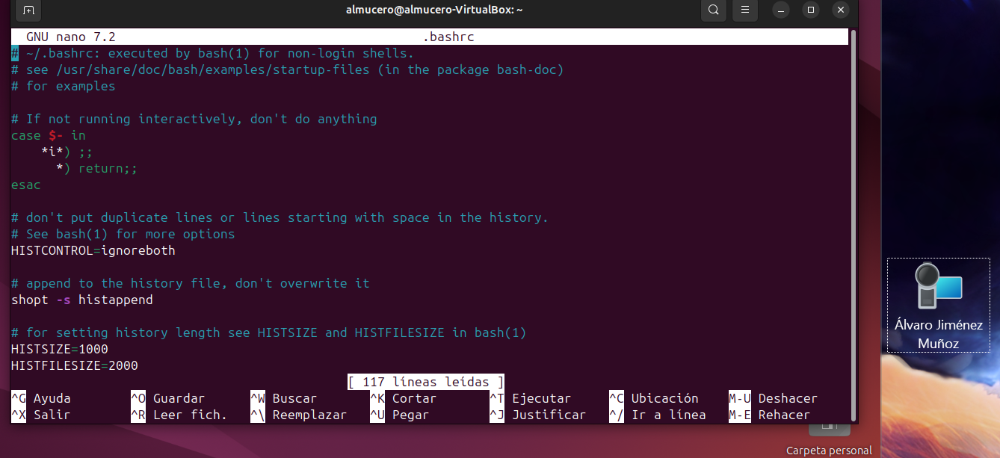 almucero@almucero-VirtualBox: ~
GNU nano 7.2 .bashrc
# ~/.bashrc: executed by bash(1) for non-login shells.
# see /usr/share/doc/bash/examples/startup-files (in the package bash-doc)
# for examples
# If not running interactively, don't do anything
case $- in
*i*) ;;
*) return;;
esac
# don't put duplicate lines or lines starting with space in the history.
# See bash(1) for more options
HISTCONTROL=ignoreboth
# append to the history file, don't overwrite it
shopt -s histappend
# for setting history length see HISTSIZE and HISTFILESIZE in bash(1)
HISTSIZE=1000
HISTFILESIZE=2000
[ 117 líneas leídas ]
^G Ayuda ^O Guardar ^W Buscar ^K Cortar ^T Ejecutar ^C Ubicación M-U Deshacer
^X Salir ^R Leer fich. ^\ Reemplazar ^U Pegar ^J Justificar ^/ Ir a línea M-E Rehacer
Álvaro Jiménez
Muñoz
Carpeta personal